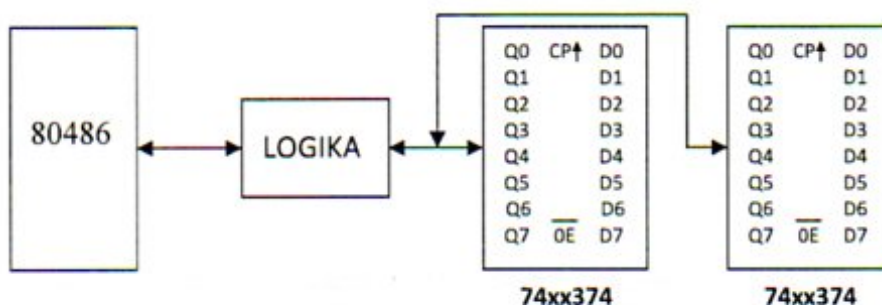 80486
LOGIKA
Q0 CP↑ D0
Q1 D1
Q2 D2
Q3 D3
Q4 D4
Q5 D5
Q6 D6
Q7 0E D7
74xx374
Q0 CP↑ D0
Q1 D1
Q2 D2
Q3 D3
Q4 D4
Q5 D5
Q6 D6
Q7 0E D7
74xx374